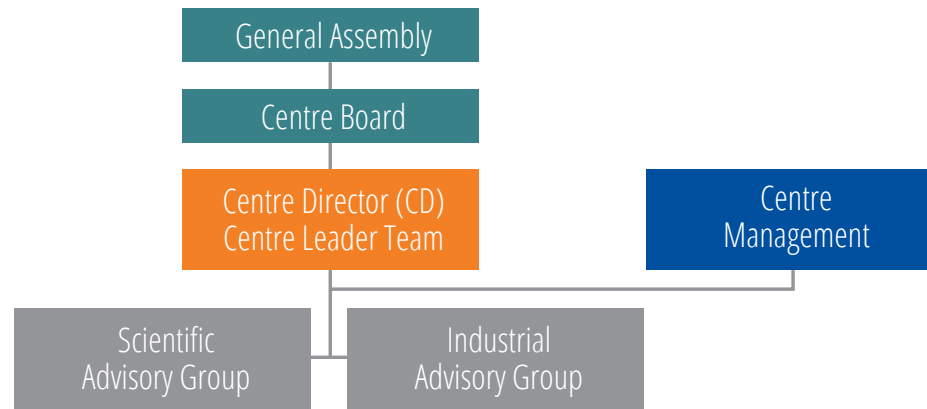 General Assembly
Centre Board
Centre Director (CD)
Centre Leader Team
Centre
Management
Scientific
Advisory Group
Industrial
Advisory Group